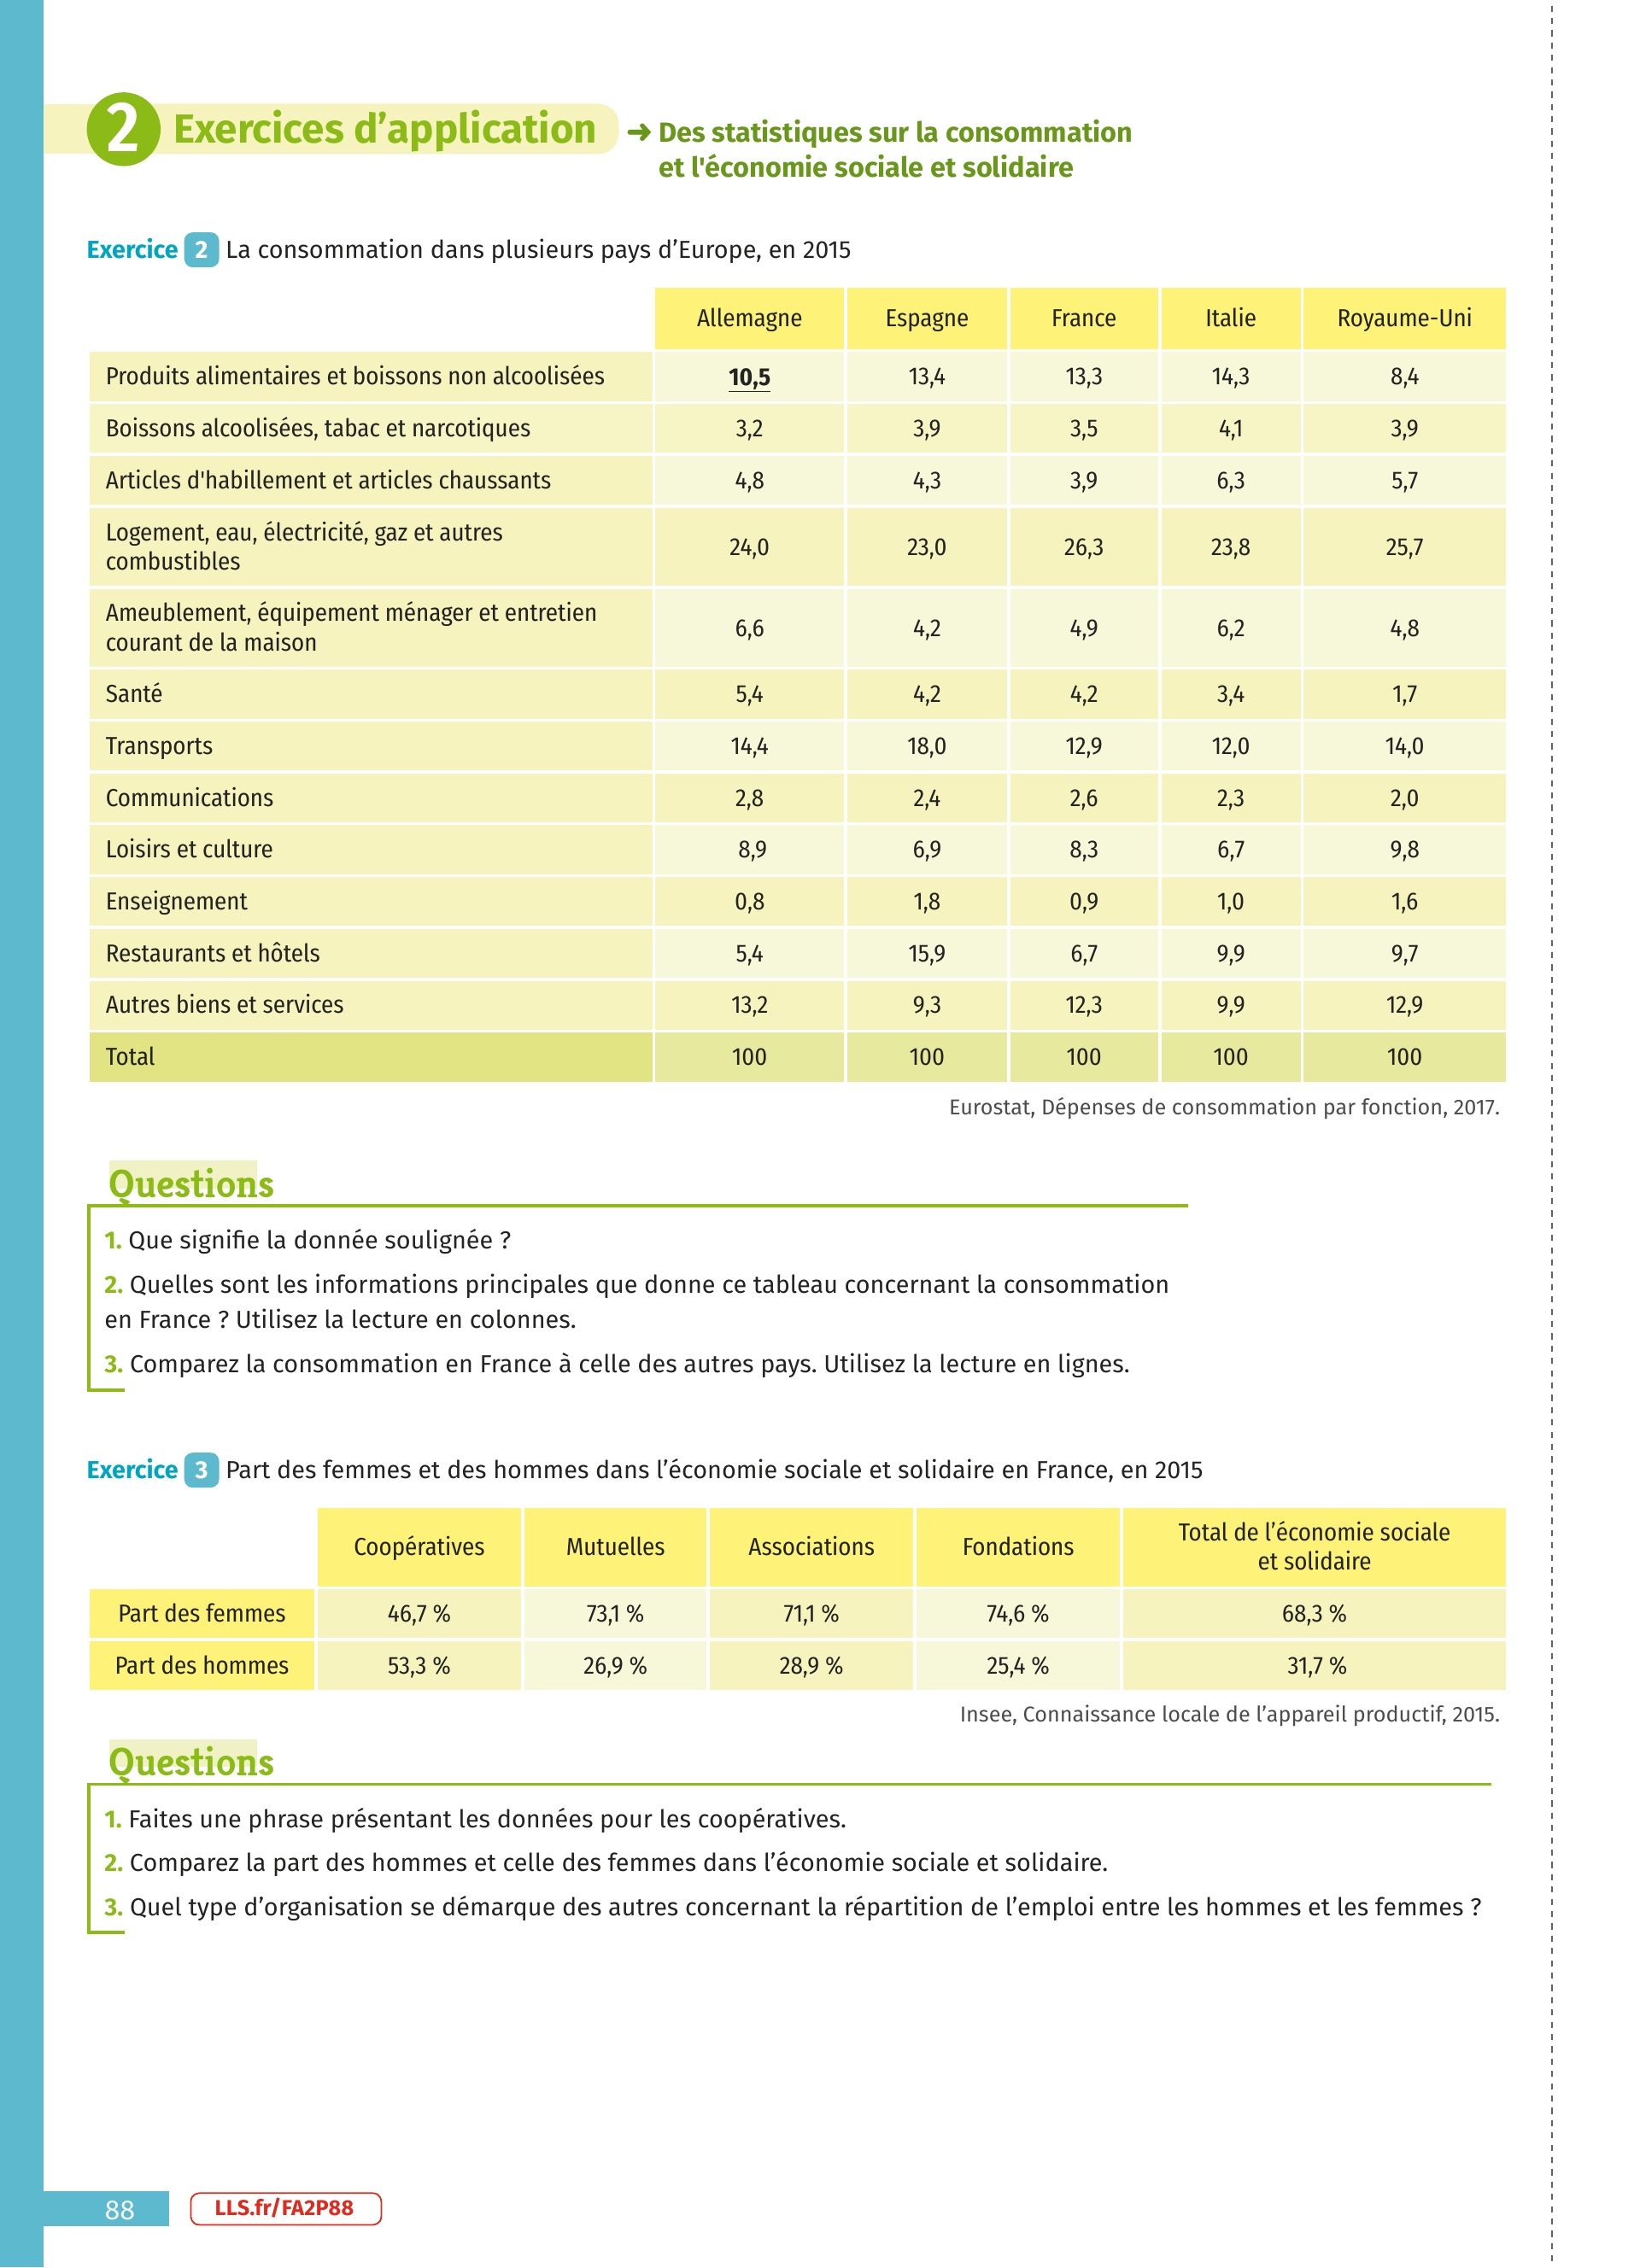 2 Exercices d’application ➜ Des statistiques sur la consommation
et l'économie sociale et solidaire
Exercice 2 La consommation dans plusieurs pays d’Europe, en 2015
Allemagne Espagne France Italie Royaume-Uni
Produits alimentaires et boissons non alcoolisées 10,5 13,4 13,3 14,3 8,4
Boissons alcoolisées, tabac et narcotiques 3,2 3,9 3,5 4,1 3,9
Articles d'habillement et articles chaussants 4,8 4,3 3,9 6,3 5,7
Logement, eau, électricité, gaz et autres
combustibles 24,0 23,0 26,3 23,8 25,7
Ameublement, équipement ménager et entretien
courant de la maison 6,6 4,2 4,9 6,2 4,8
Santé 5,4 4,2 4,2 3,4 1,7
Transports 14,4 18,0 12,9 12,0 14,0
Communications 2,8 2,4 2,6 2,3 2,0
Loisirs et culture 8,9 6,9 8,3 6,7 9,8
Enseignement 0,8 1,8 0,9 1,0 1,6
Restaurants et hôtels 5,4 15,9 6,7 9,9 9,7
Autres biens et services 13,2 9,3 12,3 9,9 12,9
Total 100 100 100 100 100
Eurostat, Dépenses de consommation par fonction, 2017.
Questions
1. Que signifie la donnée soulignée ?
2. Quelles sont les informations principales que donne ce tableau concernant la consommation
en France ? Utilisez la lecture en colonnes.
3. Comparez la consommation en France à celle des autres pays. Utilisez la lecture en lignes.
Exercice 3 Part des femmes et des hommes dans l’économie sociale et solidaire en France, en 2015
Coopératives Mutuelles Associations Fondations Total de l’économie sociale
et solidaire
Part des femmes 46,7 % 73,1 % 71,1 % 74,6 % 68,3 %
Part des hommes 53,3 % 26,9 % 28,9 % 25,4 % 31,7 %
Insee, Connaissance locale de l’appareil productif, 2015.
Questions
1. Faites une phrase présentant les données pour les coopératives.
2. Comparez la part des hommes et celle des femmes dans l’économie sociale et solidaire.
3. Quel type d’organisation se démarque des autres concernant la répartition de l’emploi entre les hommes et les femmes ?
88 LLS.fr/FA2P88